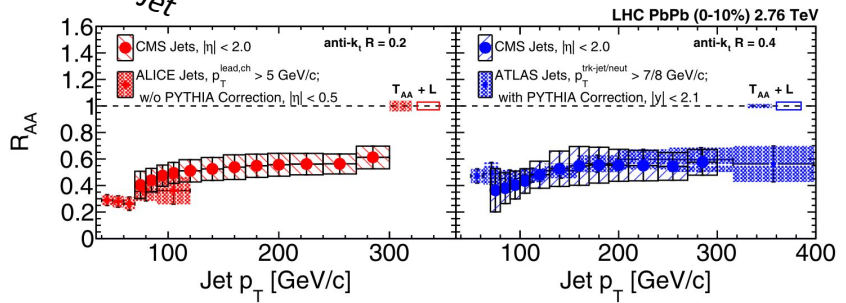 jet
LHC PbPb (0-10%) 2.76 TeV
R_AA
1.6
1.4
1.2
1
0.8
0.6
0.4
0.2
0
CMS Jets, |η| < 2.0
anti-k_t R = 0.2
ALICE Jets, p_T^lead,ch > 5 GeV/c;
w/o PYTHIA Correction, |η| < 0.5
T_AA + L
100
200
300
Jet p_T [GeV/c]
CMS Jets, |η| < 2.0
anti-k_t R = 0.4
ATLAS Jets, p_T^trk-jet/neut > 7/8 GeV/c;
with PYTHIA Correction, |y| < 2.1
T_AA + L
100
200
300
400
Jet p_T [GeV/c]